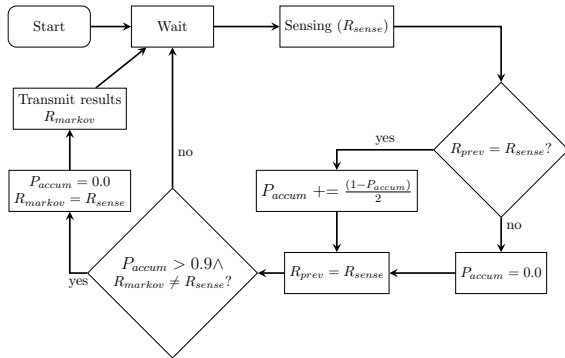 Start
Wait
Sensing (R_sense)
R_prev = R_sense?
yes
P_accum += (1−P_accum)/2
no
P_accum = 0.0
R_prev = R_sense
P_accum > 0.9∧
R_markov ≠ R_sense?
no
yes
P_accum = 0.0
R_markov = R_sense
Transmit results
R_markov